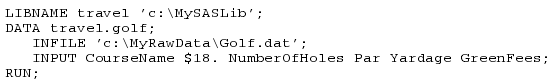 LIBNAME travel 'c:\MySASLib';
DATA travel.golf;
   INFILE 'c:\MyRawData\Golf.dat';
   INPUT CourseName $18. NumberOfHoles Par Yardage GreenFees;
RUN;